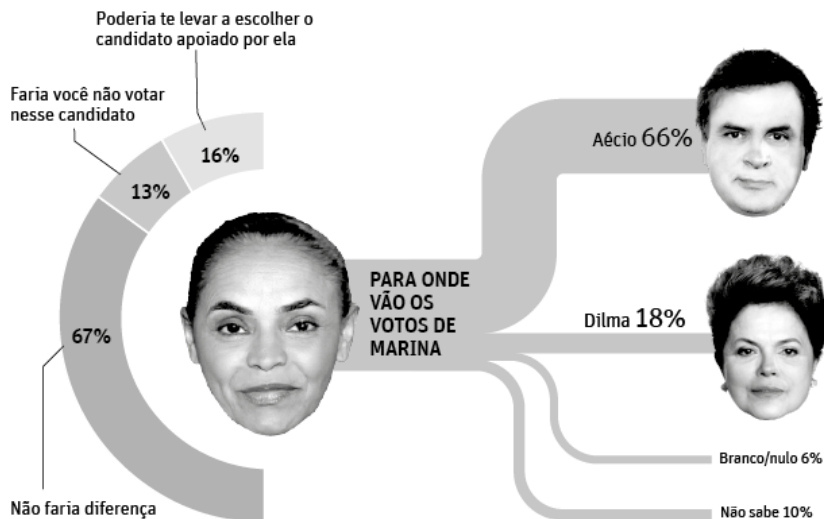 Poderia te levar a escolher o
candidato apoiado por ela
Faria você não votar
nesse candidato
16%
13%
67%
Não faria diferença
PARA ONDE
VÃO OS
VOTOS DE
MARINA
Aécio 66%
Dilma 18%
Branco/nulo 6%
Não sabe 10%